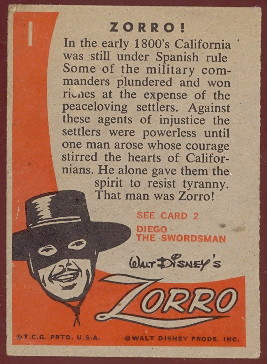 1
ZORRO!
In the early 1800's California
was still under Spanish rule
Some of the military com-
manders plundered and won
riches at the expense of the
peaceloving settlers. Against
these agents of injustice the
settlers were powerless until
one man arose whose courage
stirred the hearts of Califor-
nians. He alone gave them the
spirit to resist tyranny.
That man was Zorro!
SEE CARD 2
DIEGO
THE SWORDSMAN
WALT DISNEY'S
ZORRO
©T.C.G. PRTD. U.S.A.
©WALT DISNEY PRODS. INC.